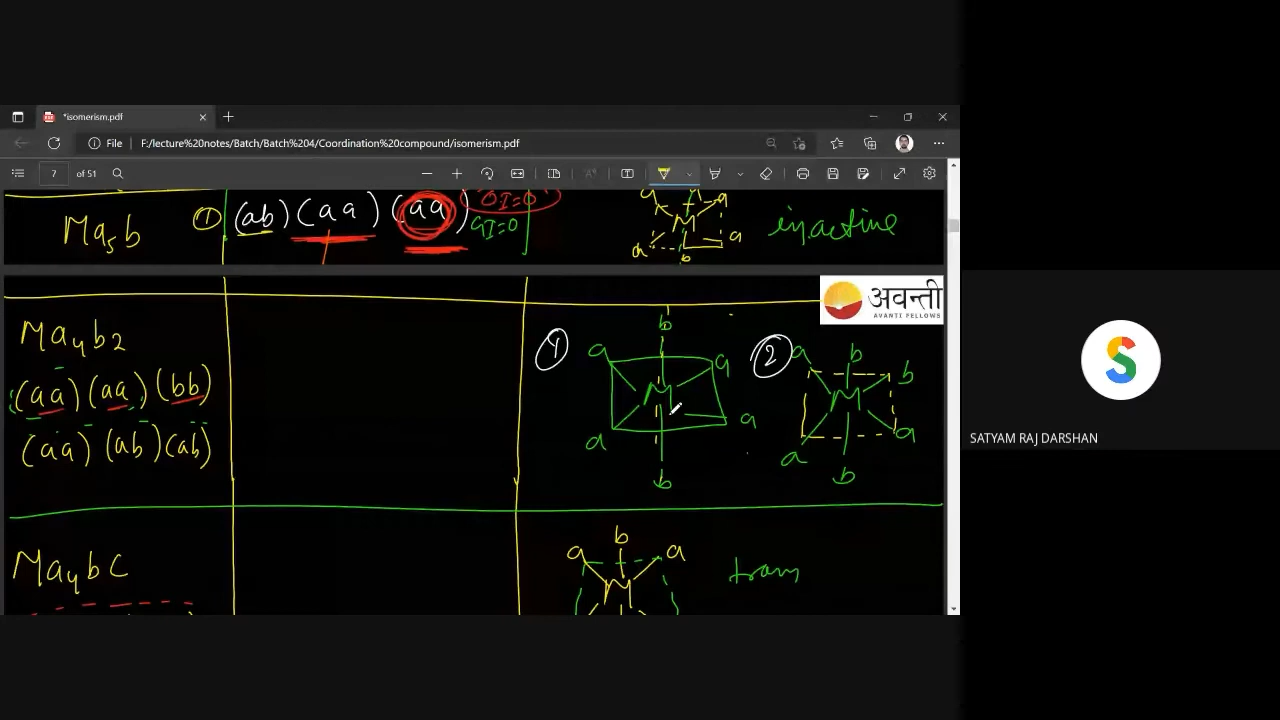 *isomerism.pdf
File F:/lecture%20notes/Batch/Batch%204/Coordination%20compound/isomerism.pdf
7 of 51
Ma₅b ① (ab) (aa) (aa) OI=0
GI=0
a a
M
a a
b
inactive
अवन्ती
AVANTI FELLOWS
Ma₄b₂
(aa) (aa) (bb)
(aa) (ab) (ab)
①
b
a a
M
a a
b
②
a b b
M
a a
b
Ma₄bc
b
a a
M
trans
SATYAM RAJ DARSHAN